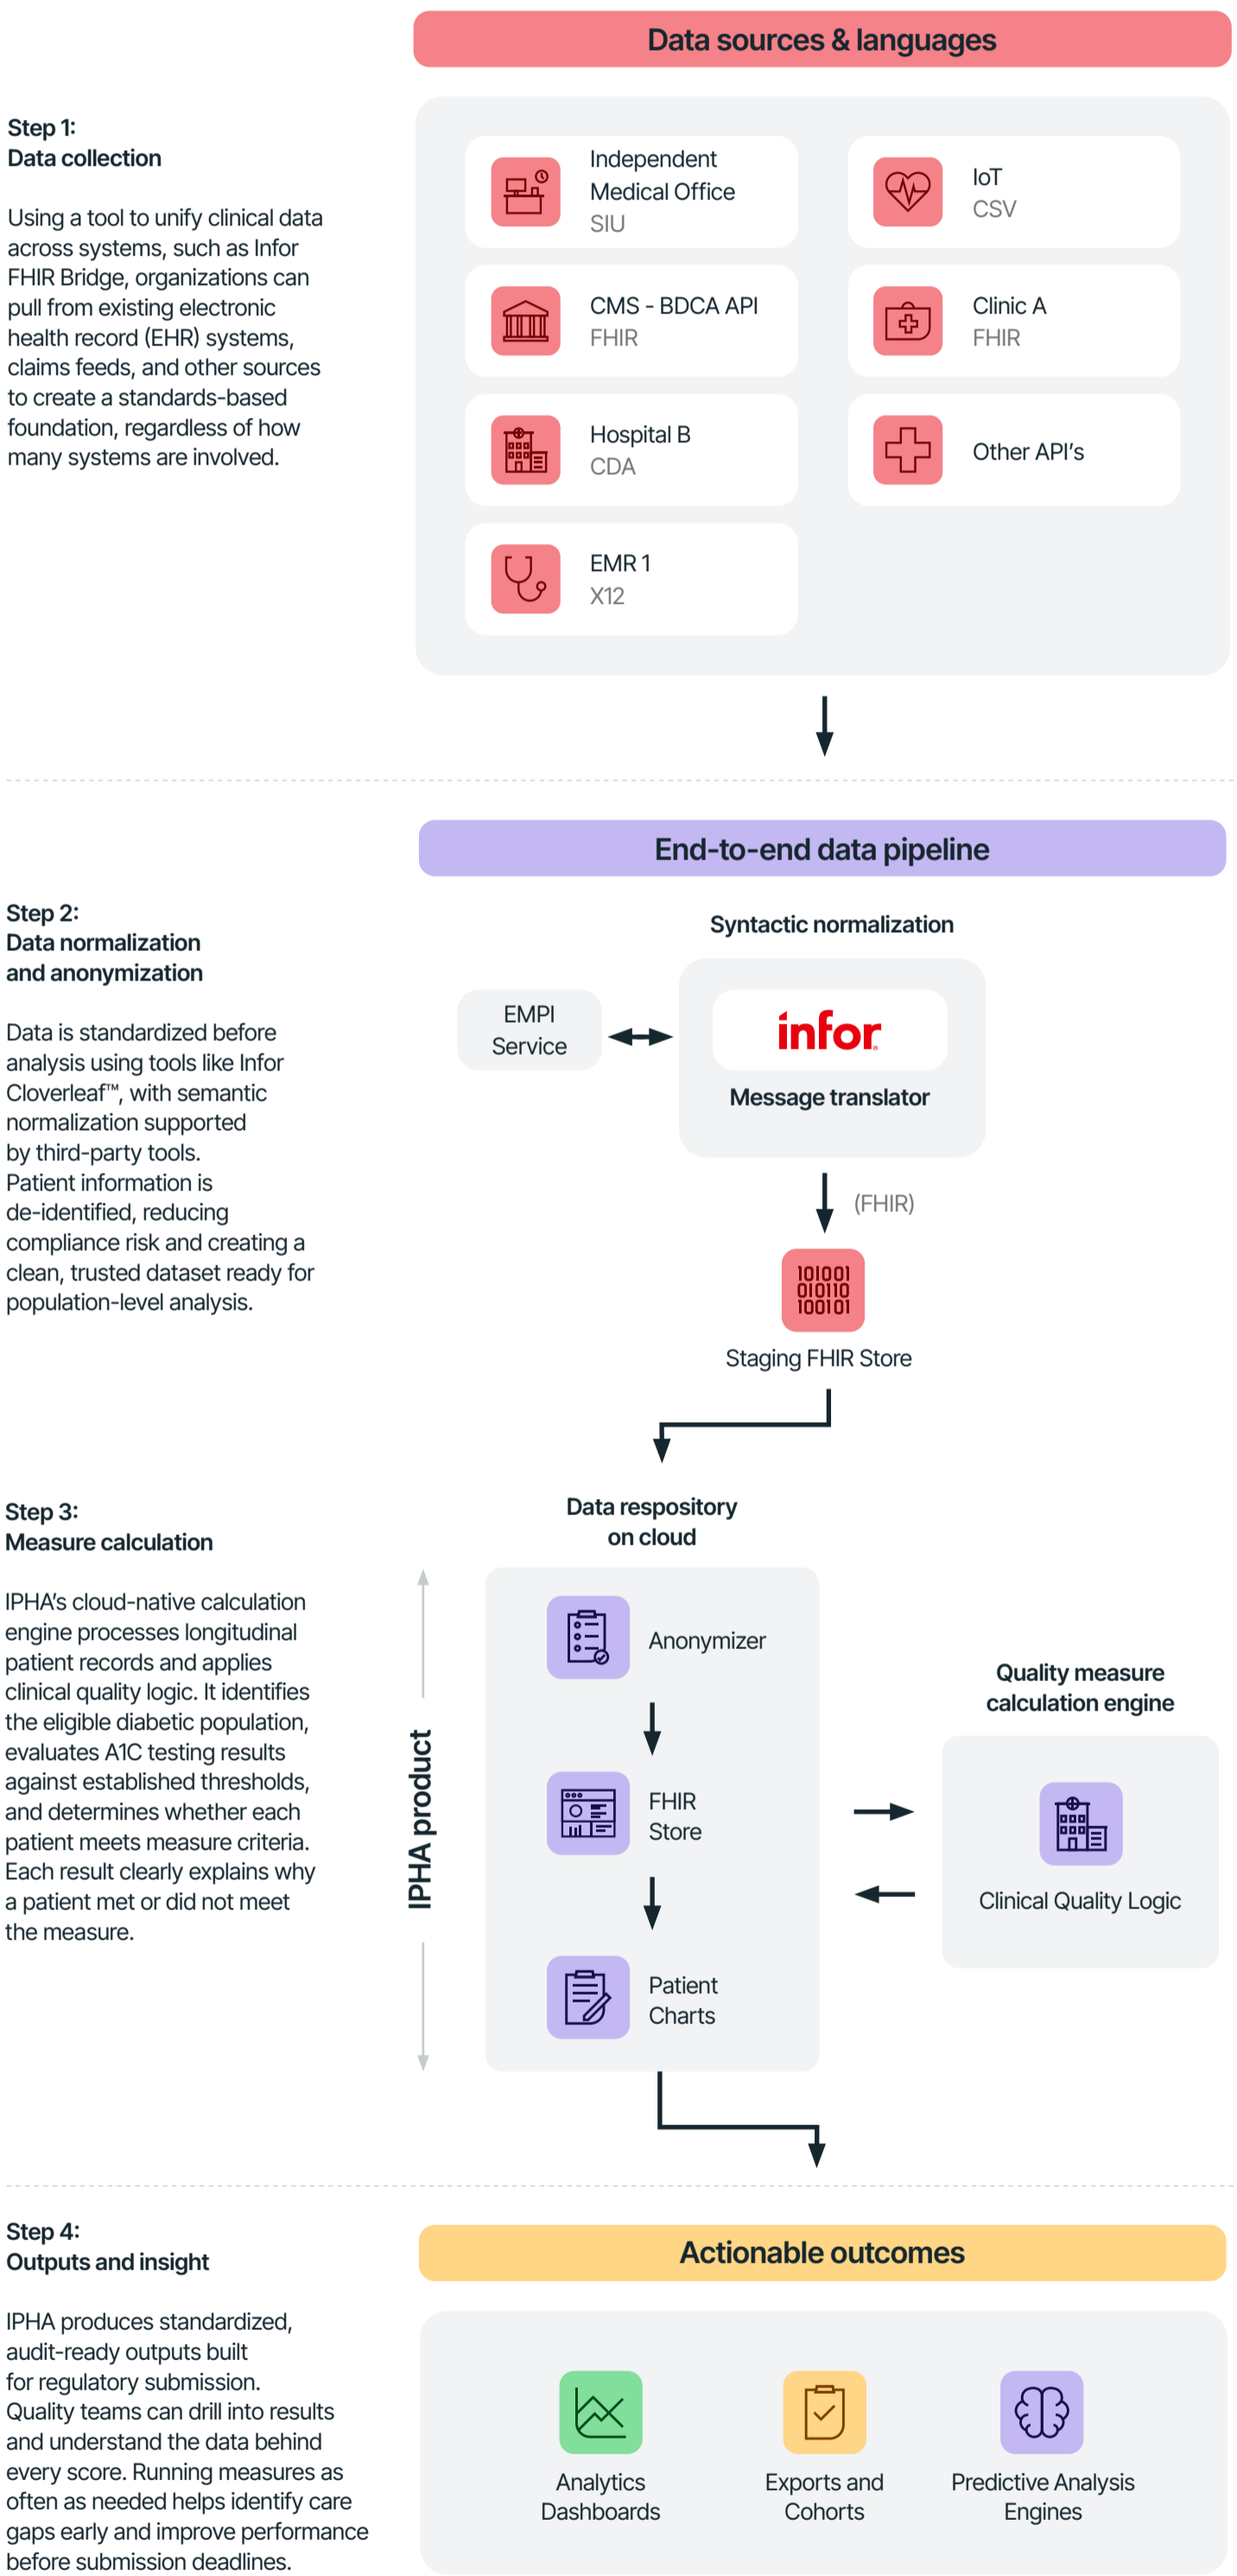 Data sources & languages
Step 1:
Data collection
Using a tool to unify clinical data
across systems, such as Infor
FHIR Bridge, organizations can
pull from existing electronic
health record (EHR) systems,
claims feeds, and other sources
to create a standards-based
foundation, regardless of how
many systems are involved.
Independent
Medical Office
SIU
IoT
CSV
CMS - BDCA API
FHIR
Clinic A
FHIR
Hospital B
CDA
Other API's
EMR 1
X12
End-to-end data pipeline
Step 2:
Data normalization
and anonymization
Data is standardized before
analysis using tools like Infor
Cloverleaf™, with semantic
normalization supported
by third-party tools.
Patient information is
de-identified, reducing
compliance risk and creating a
clean, trusted dataset ready for
population-level analysis.
Syntactic normalization
EMPI
Service
infor®
Message translator
(FHIR)
101001
010110
100101
Staging FHIR Store
Step 3:
Measure calculation
IPHA’s cloud-native calculation
engine processes longitudinal
patient records and applies
clinical quality logic. It identifies
the eligible diabetic population,
evaluates A1C testing results
against established thresholds,
and determines whether each
patient meets measure criteria.
Each result clearly explains why
a patient met or did not meet
the measure.
IPHA product
Data respository
on cloud
Anonymizer
FHIR
Store
Patient
Charts
Quality measure
calculation engine
Clinical Quality Logic
Step 4:
Outputs and insight
IPHA produces standardized,
audit-ready outputs built
for regulatory submission.
Quality teams can drill into results
and understand the data behind
every score. Running measures as
often as needed helps identify care
gaps early and improve performance
before submission deadlines.
Actionable outcomes
Analytics
Dashboards
Exports and
Cohorts
Predictive Analysis
Engines